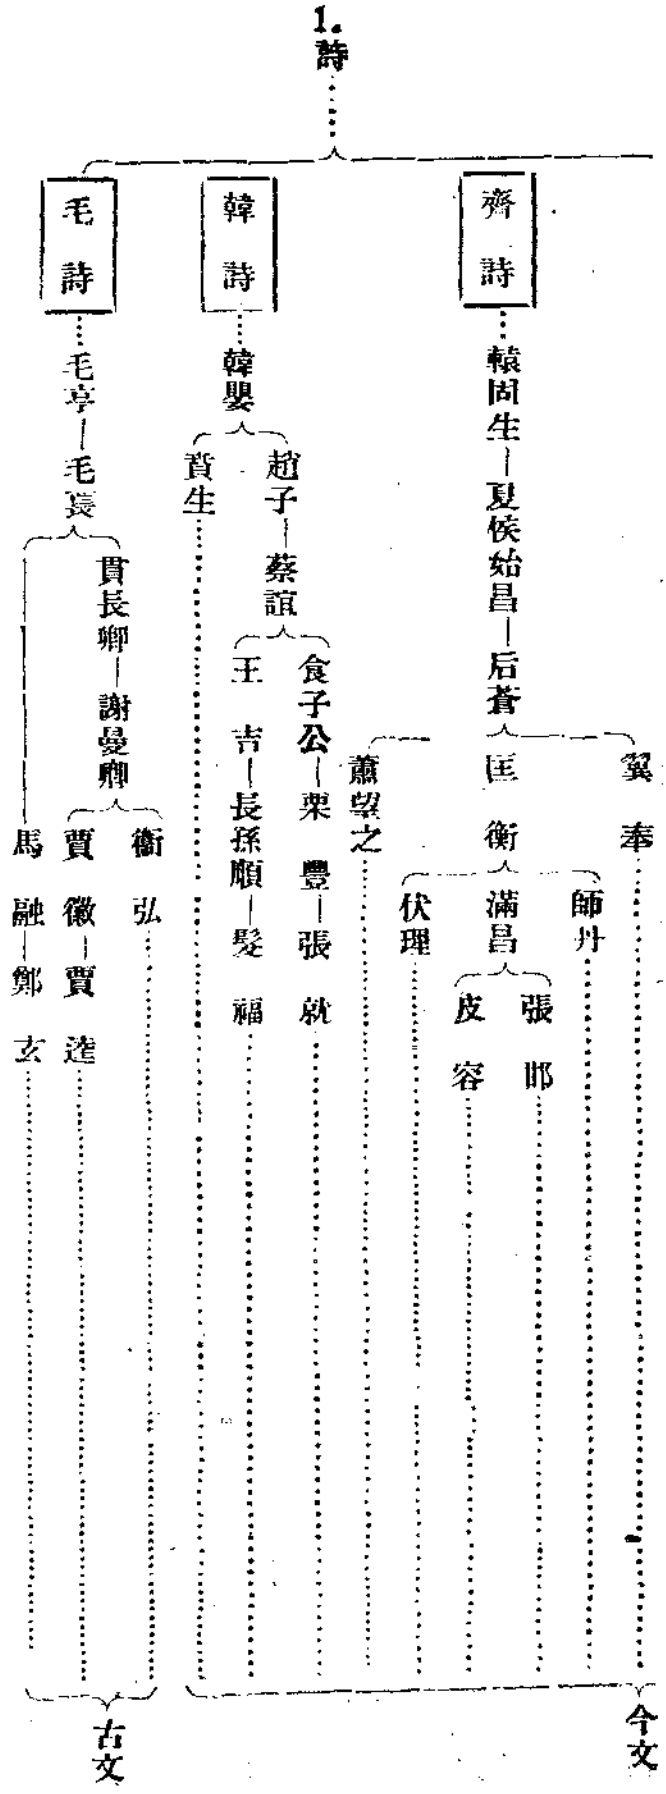 1.詩
齊詩
轅固生—夏侯始昌—后蒼
翼奉
匡衡
師丹
滿昌
張邯
皮容
伏理
蕭望之
韓詩
韓嬰
趙子—蔡誼
食子公—栗豐—張就
王吉—長孫順—髮福
賁生
毛詩
毛亨—毛萇
貫長卿—謝曼卿
衞弘
賈徽—賈逵
馬融—鄭玄
今文
古文